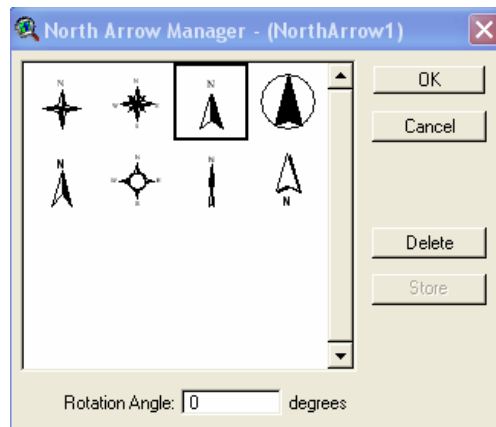 North Arrow Manager - (NorthArrow1)
N N N N
OK
Cancel
N N
N
Delete
Store
Rotation Angle: 0 degrees